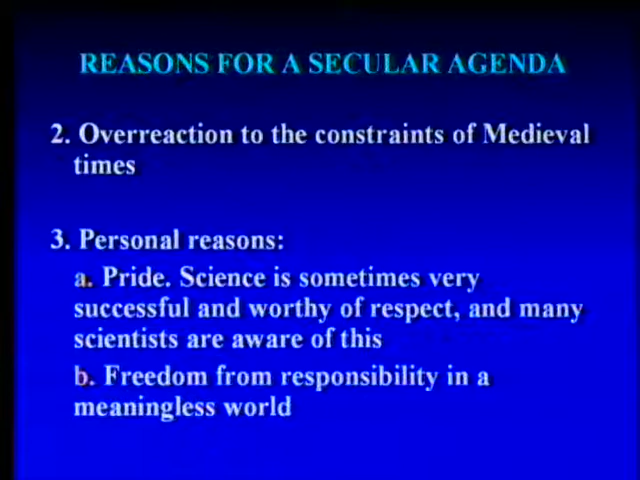 REASONS FOR A SECULAR AGENDA
2. Overreaction to the constraints of Medieval
times
3. Personal reasons:
a. Pride. Science is sometimes very
successful and worthy of respect, and many
scientists are aware of this
b. Freedom from responsibility in a
meaningless world